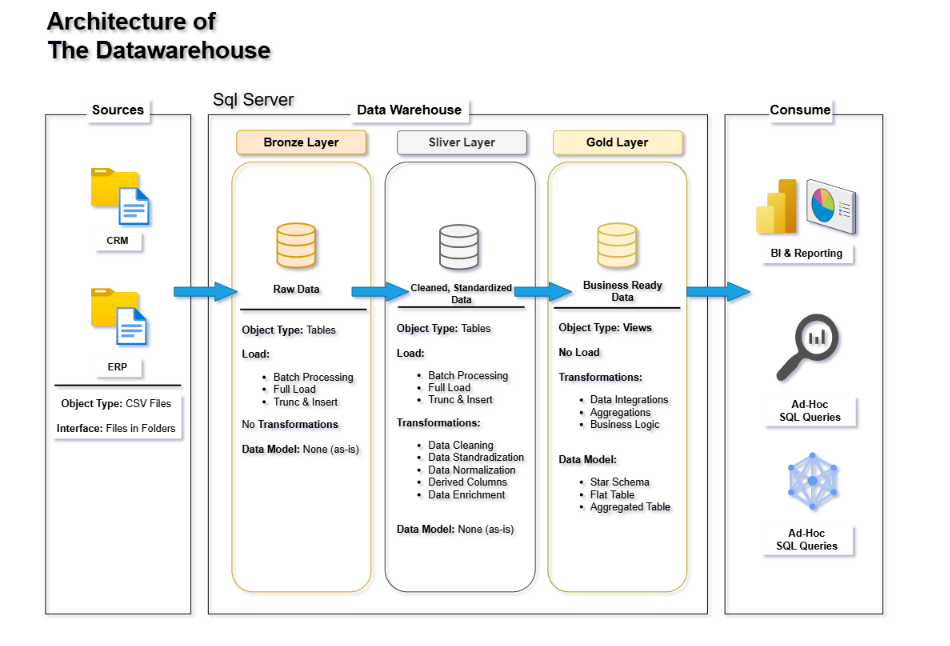 Architecture of
The Datawarehouse
Sources
CRM
ERP
Object Type: CSV Files
Interface: Files in Folders
Sql Server
Data Warehouse
Bronze Layer
Raw Data
Object Type: Tables
Load:
• Batch Processing
• Full Load
• Trunc & Insert
No Transformations
Data Model: None (as-is)
Sliver Layer
Cleaned, Standardized
Data
Object Type: Tables
Load:
• Batch Processing
• Full Load
• Trunc & Insert
Transformations:
• Data Cleaning
• Data Standradization
• Data Normalization
• Derived Columns
• Data Enrichment
Data Model: None (as-is)
Gold Layer
Business Ready
Data
Object Type: Views
No Load
Transformations:
• Data Integrations
• Aggregations
• Business Logic
Data Model:
• Star Schema
• Flat Table
• Aggregated Table
Consume
BI & Reporting
Ad-Hoc
SQL Queries
Ad-Hoc
SQL Queries